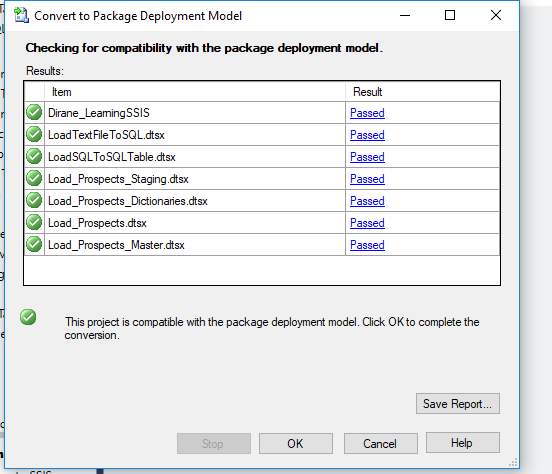 Convert to Package Deployment Model
Checking for compatibility with the package deployment model.
Results:
Item Result
Dirane_LearningSSIS Passed
LoadTextFileToSQL.dtsx Passed
LoadSQLToSQLTable.dtsx Passed
Load_Prospects_Staging.dtsx Passed
Load_Prospects_Dictionaries.dtsx Passed
Load_Prospects.dtsx Passed
Load_Prospects_Master.dtsx Passed
This project is compatible with the package deployment model. Click OK to complete the
conversion.
Save Report...
Stop OK Cancel Help
SSIS